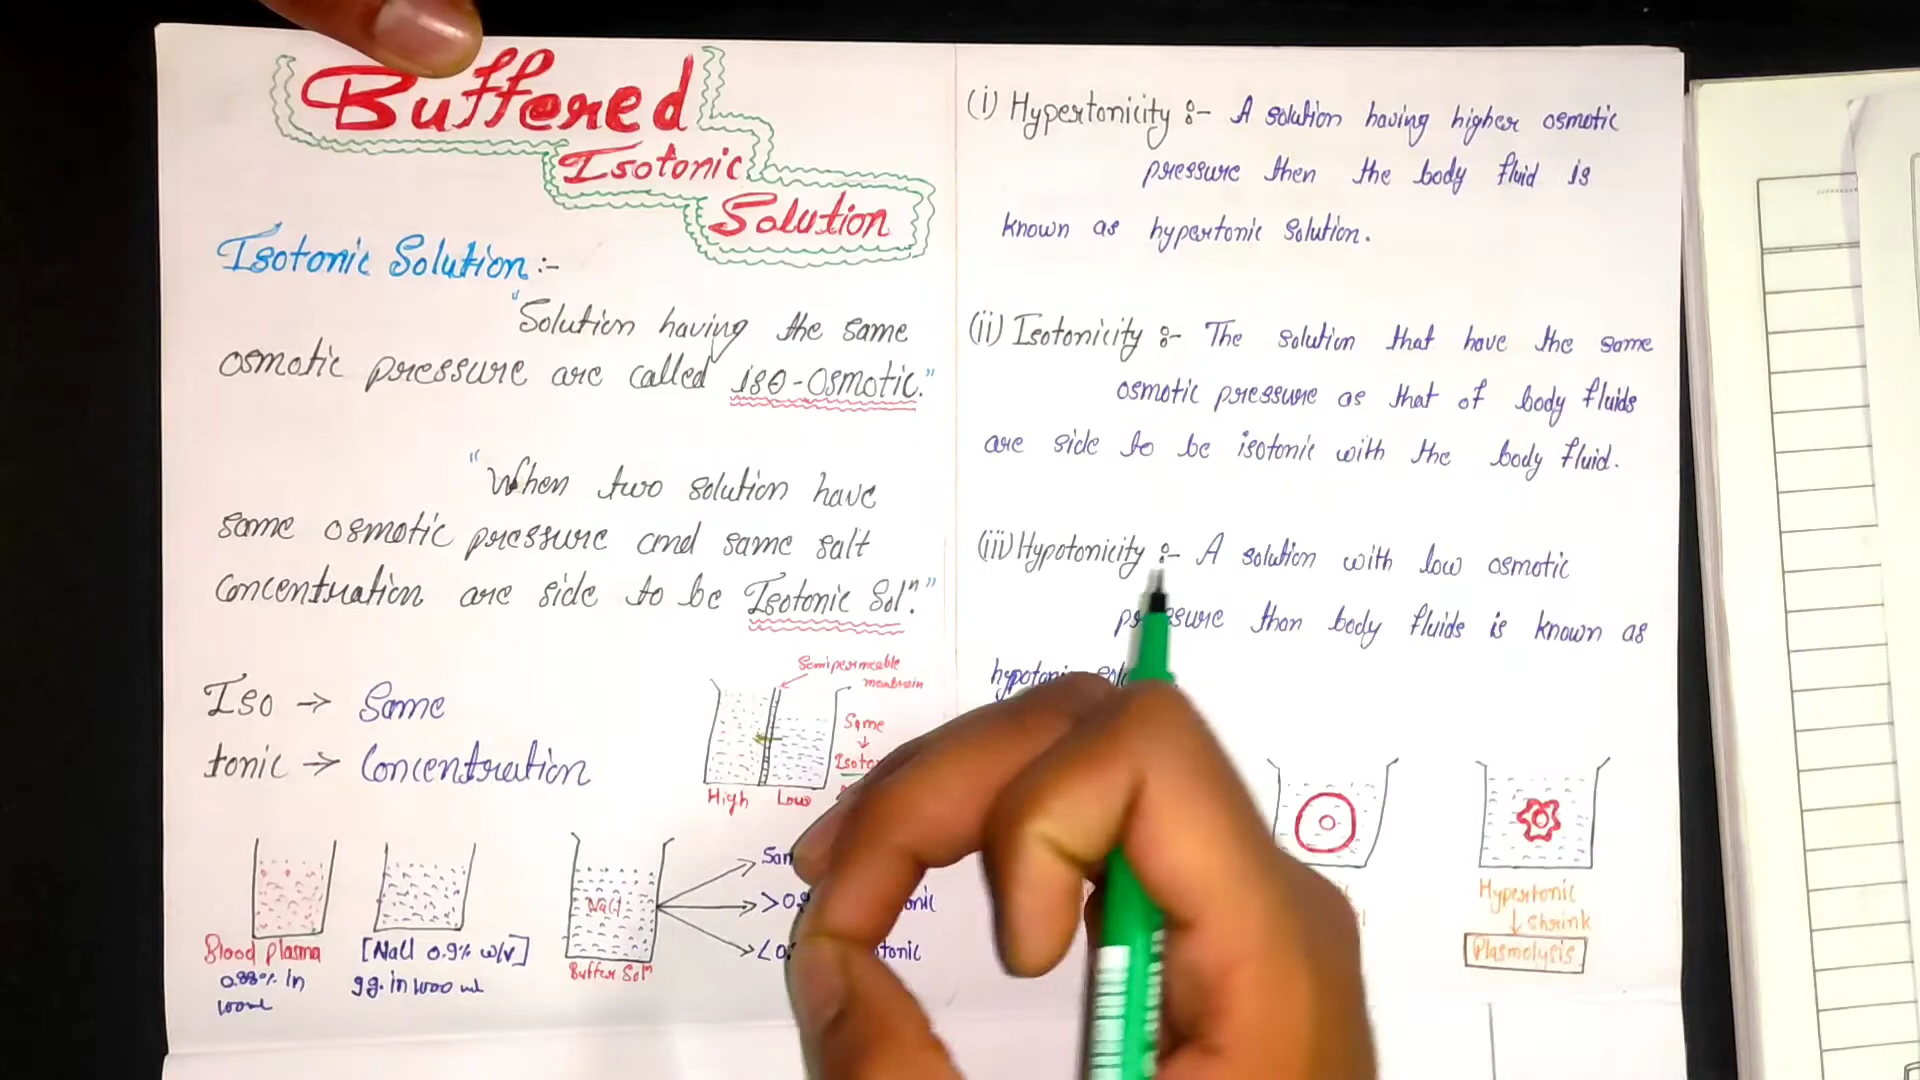 Buffered
Isotonic
Solution
Isotonic Solution :-
"Solution having the same
osmotic pressure are called iso-osmotic."
"When two solution have
same osmotic pressure and same salt
concentration are side to be Isotonic Solⁿ."
Iso → Same
tonic → Concentration
Semipermeable
membrain
Same
↓
High Low
Blood plasma
100ml
[NaCl 0.9% w/v]
9g. in 1000 ml
NaCl
Buffer Solⁿ
(i) Hypertonicity :- A solution having higher osmotic
pressure then the body fluid is
known as hypertonic solution.
(ii) Isotonicity :- The solution that have the same
osmotic pressure as that of body fluids
are side to be isotonic with the body fluid.
(iii) Hypotonicity :- A solution with low osmotic
pressure than body fluids is known as
Hypertonic
↓ shrink
Plasmolysis